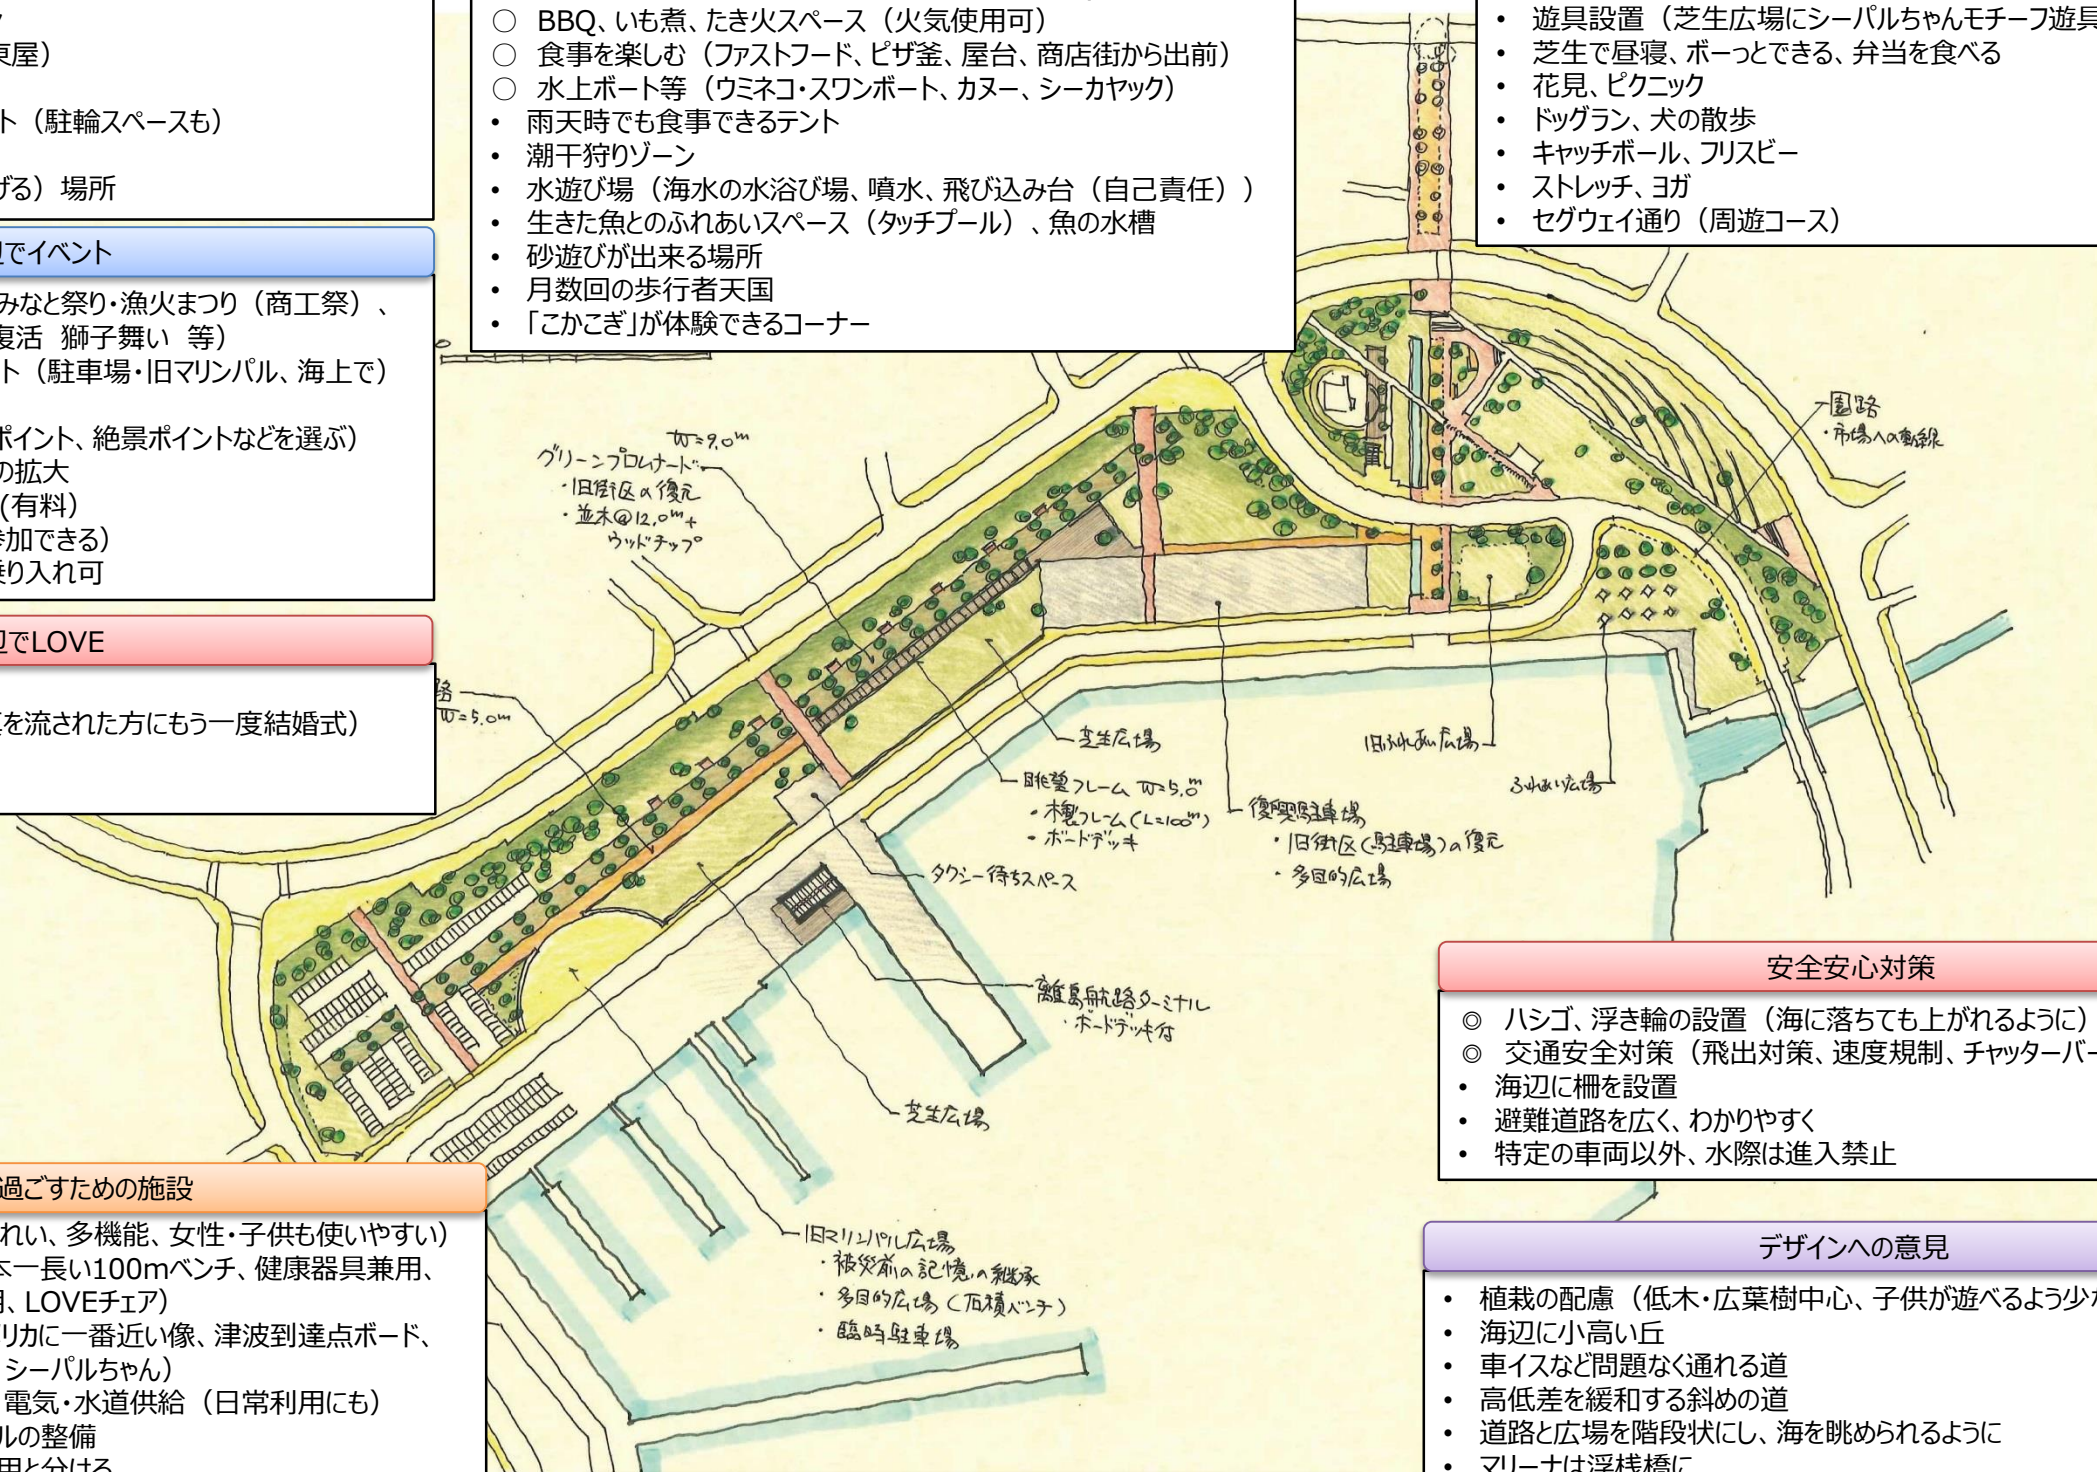 東屋）
ト（駐輪スペースも）
げる）場所
でイベント
みなと祭り・漁火まつり（商工祭）、
復活 獅子舞い 等）
ト（駐車場・旧マリンパル、海上で）
ポイント、絶景ポイントなどを選ぶ）
の拡大
（有料）
参加できる）
乗り入れ可
でLOVE
を流された方にもう一度結婚式）
過ごすための施設
れい、多機能、女性・子供も使いやすい）
本一長い100mベンチ、健康器具兼用、
用、LOVEチェア）
リカに一番近い像、津波到達点ボード、
シーパルちゃん）
電気・水道供給（日常利用にも）
ルの整備
用と分ける
○ BBQ、いも煮、たき火スペース（火気使用可）
○ 食事を楽しむ（ファストフード、ピザ釜、屋台、商店街から出前）
○ 水上ボート等（ウミネコ・スワンボート、カヌー、シーカヤック）
• 雨天時でも食事できるテント
• 潮干狩りゾーン
• 水遊び場（海水の水浴び場、噴水、飛び込み台（自己責任））
• 生きた魚とのふれあいスペース（タッチプール）、魚の水槽
• 砂遊びが出来る場所
• 月数回の歩行者天国
• 「こかこぎ」が体験できるコーナー
• 遊具設置（芝生広場にシーパルちゃんモチーフ遊具
• 芝生で昼寝、ボーっとできる、弁当を食べる
• 花見、ピクニック
• ドッグラン、犬の散歩
• キャッチボール、フリスビー
• ストレッチ、ヨガ
• セグウェイ通り（周遊コース）
園路
・市場への動線
W=9.0m
グリーンプロムナード
・旧街区の復元
・並木@12.0m+
ウッドチップ
路
W=5.0m
芝生広場
眺望フレーム W=5.0m
・木製フレーム（L=100m）
・ボードデッキ
タクシー待ちスペース
復興駐車場
・旧街区（駐車場）の復元
・多目的広場
旧ふれあい広場
ふれあい広場
離島航路ターミナル
・ボードデッキ付
芝生広場
旧マリンパル広場
・被災前の記憶の継承
・多目的広場（石積ベンチ）
・臨時駐車場
安全安心対策
◎ ハシゴ、浮き輪の設置（海に落ちても上がれるように）
◎ 交通安全対策（飛出対策、速度規制、チャッターバー
• 海辺に柵を設置
• 避難道路を広く、わかりやすく
• 特定の車両以外、水際は進入禁止
デザインへの意見
• 植栽の配慮（低木・広葉樹中心、子供が遊べるよう少
• 海辺に小高い丘
• 車イスなど問題なく通れる道
• 高低差を緩和する斜めの道
• 道路と広場を階段状にし、海を眺められるように
• マリーナは浮桟橋に